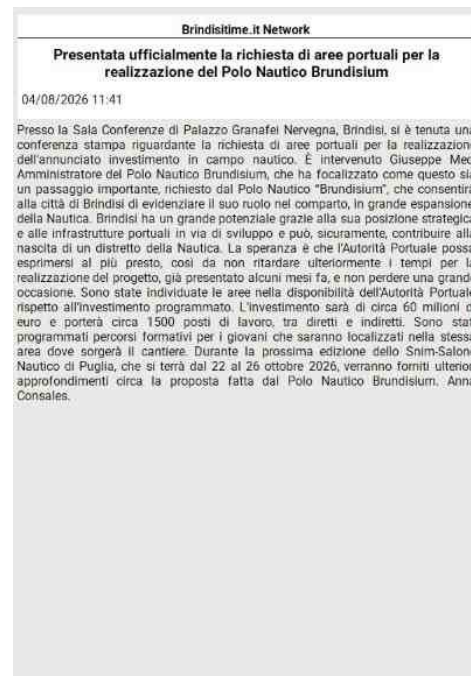 Brindisitime.it Network
Presentata ufficialmente la richiesta di aree portuali per la
realizzazione del Polo Nautico Brundisium
04/08/2026 11:41
Presso la Sala Conferenze di Palazzo Granafei Nervegna, Brindisi, si è tenuta una
conferenza stampa riguardante la richiesta di aree portuali per la realizzazione
dell'annunciato investimento in campo nautico. È intervenuto Giuseppe Meo
Amministratore del Polo Nautico Brundisium, che ha focalizzato come questo sia
un passaggio importante, richiesto dal Polo Nautico "Brundisium", che consentirà
alla città di Brindisi di evidenziare il suo ruolo nel comparto, in grande espansione
della Nautica. Brindisi ha un grande potenziale grazie alla sua posizione strategica
e alle infrastrutture portuali in via di sviluppo e può, sicuramente, contribuire alla
nascita di un distretto della Nautica. La speranza è che l'Autorità Portuale possa
esprimersi al più presto, così da non ritardare ulteriormente i tempi per la
realizzazione del progetto, già presentato alcuni mesi fa, e non perdere una grande
occasione. Sono state individuate le aree nella disponibilità dell'Autorità Portuale
rispetto all'investimento programmato. L'investimento sarà di circa 60 milioni di
euro e porterà circa 1500 posti di lavoro, tra diretti e indiretti. Sono stati
programmati percorsi formativi per i giovani che saranno localizzati nella stessa
area dove sorgerà il cantiere. Durante la prossima edizione dello Snim-Salone
Nautico di Puglia, che si terrà dal 22 al 26 ottobre 2026, verranno forniti ulteriori
approfondimenti circa la proposta fatta dal Polo Nautico Brundisium. Anna
Consales.